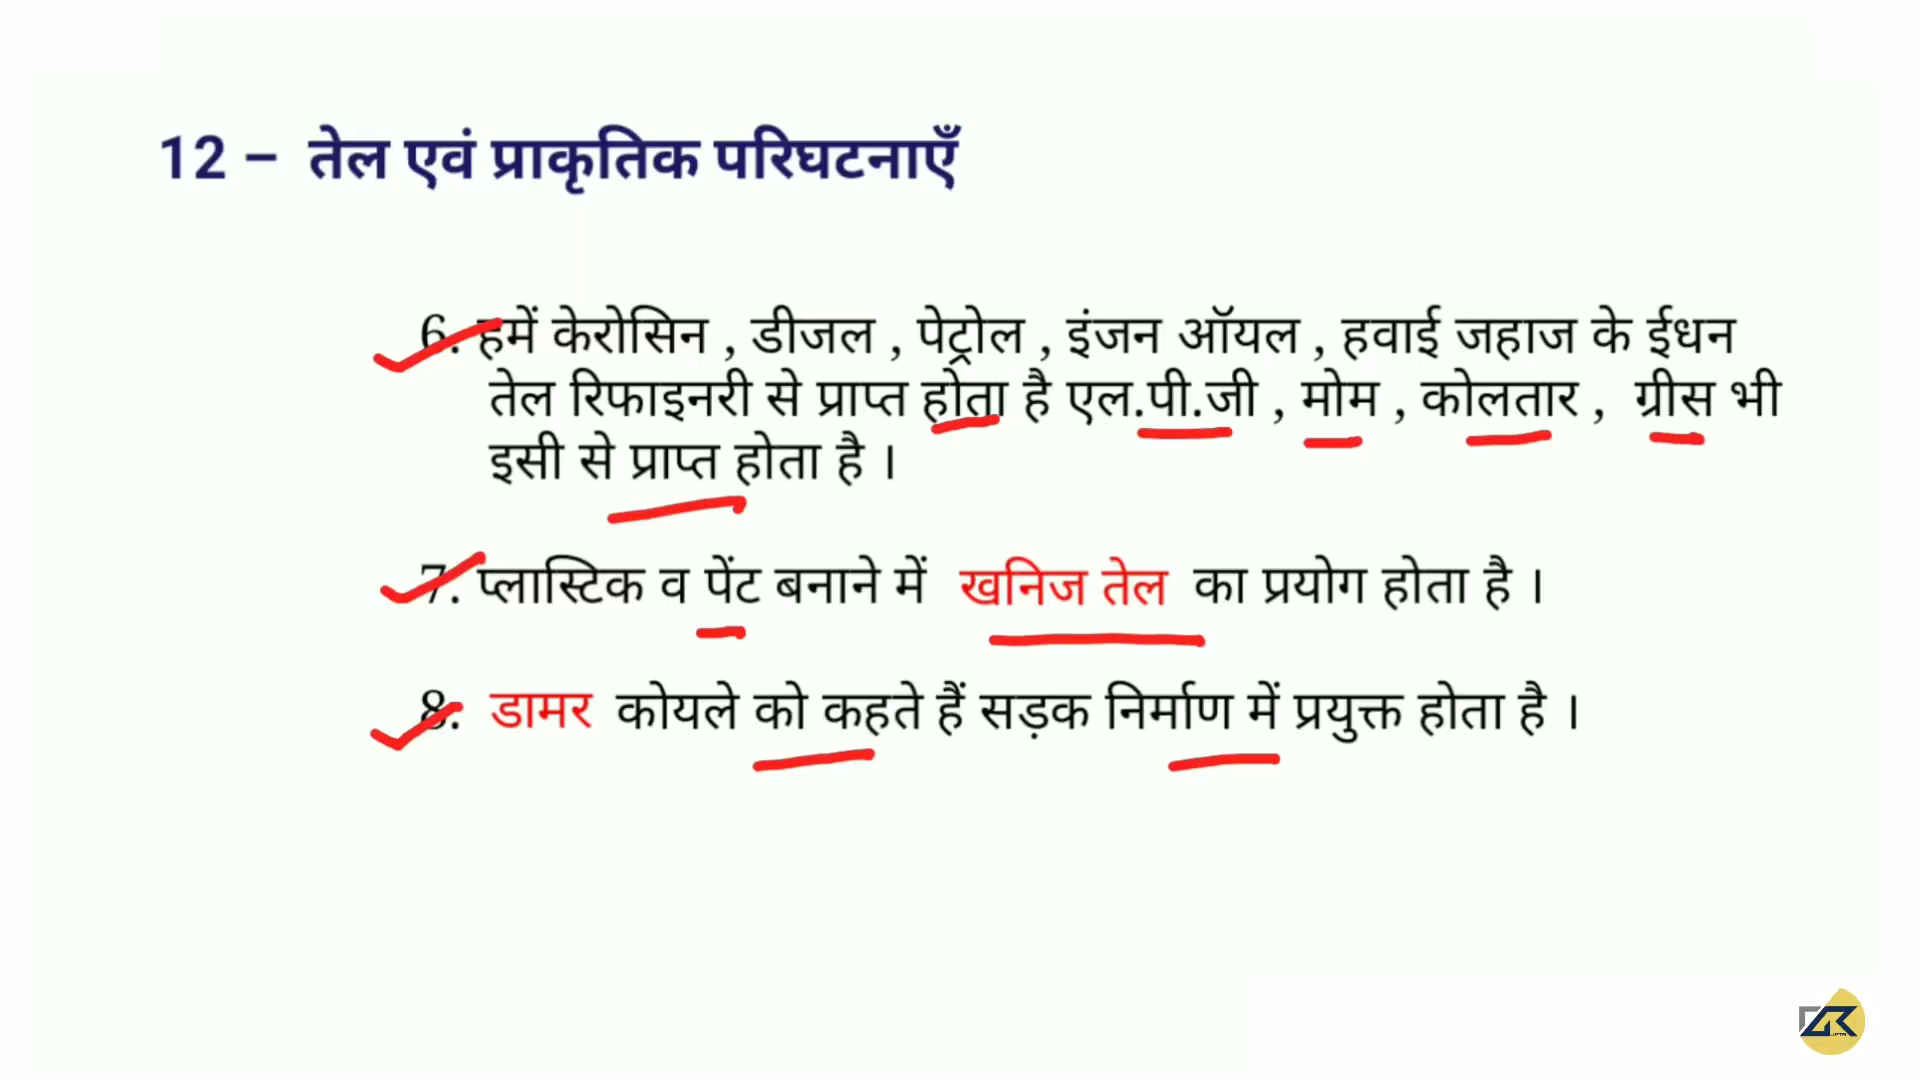 12 – तेल एवं प्राकृतिक परिघटनाएँ
6. हमें केरोसिन , डीजल , पेट्रोल , इंजन ऑयल , हवाई जहाज के ईधन
तेल रिफाइनरी से प्राप्त होता है एल.पी.जी , मोम , कोलतार , ग्रीस भी
इसी से प्राप्त होता है ।
7. प्लास्टिक व पेंट बनाने में खनिज तेल का प्रयोग होता है ।
8. डामर कोयले को कहते हैं सड़क निर्माण में प्रयुक्त होता है ।